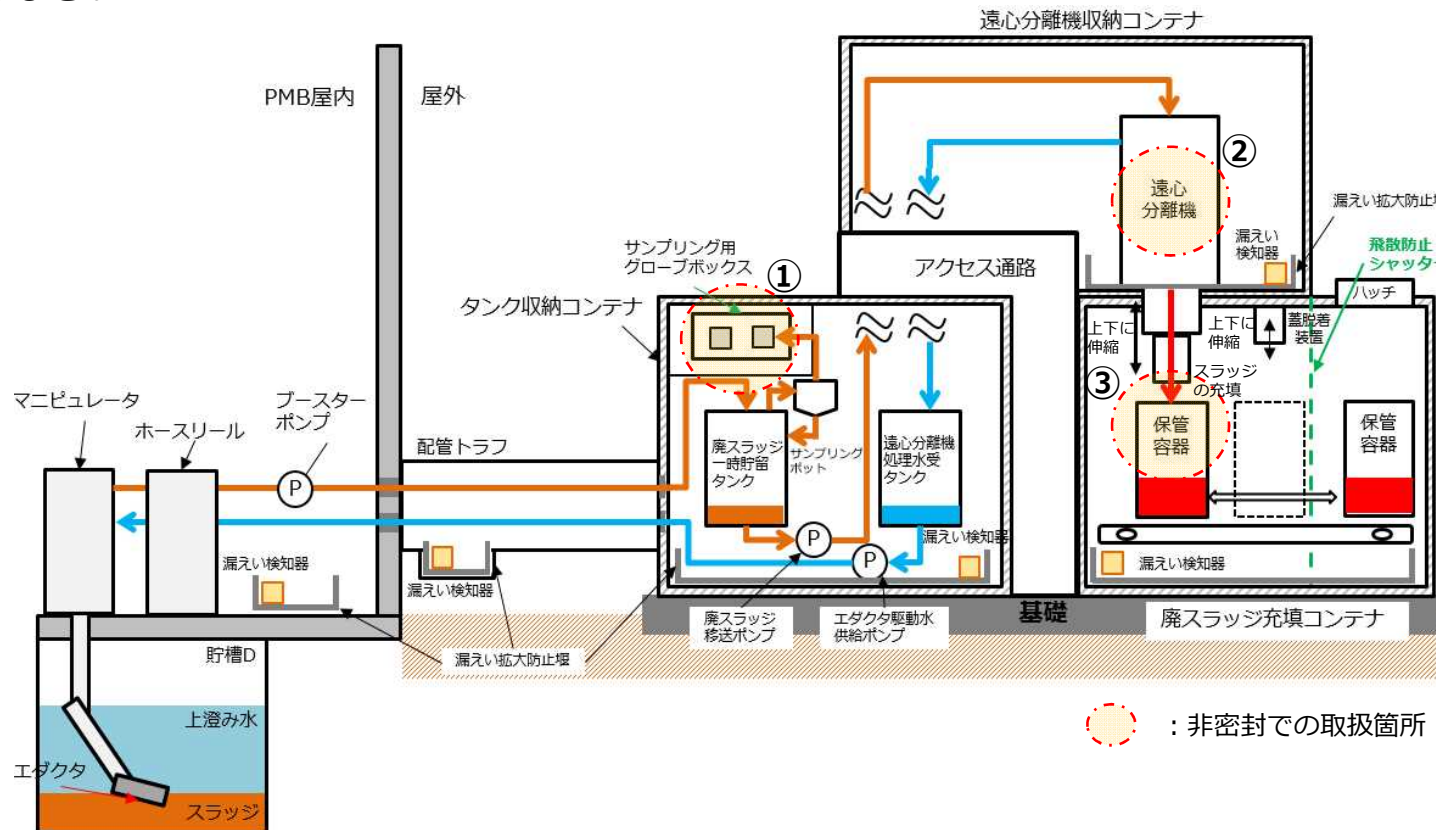 遠心分離機収納コンテナ
PMB屋内
屋外
②
遠心
分離機
漏えい拡大防止
漏えい
検知器
飛散防止
シャッター
サンプリング用
グローブボックス
①
アクセス通路
ハッチ
タンク収納コンテナ
上下に
伸縮
上下に
伸縮
蓋脱着
装置
③
スラッジ
の充填
マニピュレータ
ブースター
ポンプ
ホースリール
保管
容器
保管
容器
配管トラフ
廃スラッジ
一時貯留
タンク
サンプリング
ポット
遠心分離機
処理水受
タンク
P
P
P
漏えい検知器
漏えい検知器
漏えい検知器
漏えい検知器
廃スラッジ
移送ポンプ
エダクタ駆動水
供給ポンプ
基礎
廃スラッジ充填コンテナ
貯槽D
漏えい拡大防止堰
上澄み水
：非密封での取扱箇所
エダクタ
スラッジ